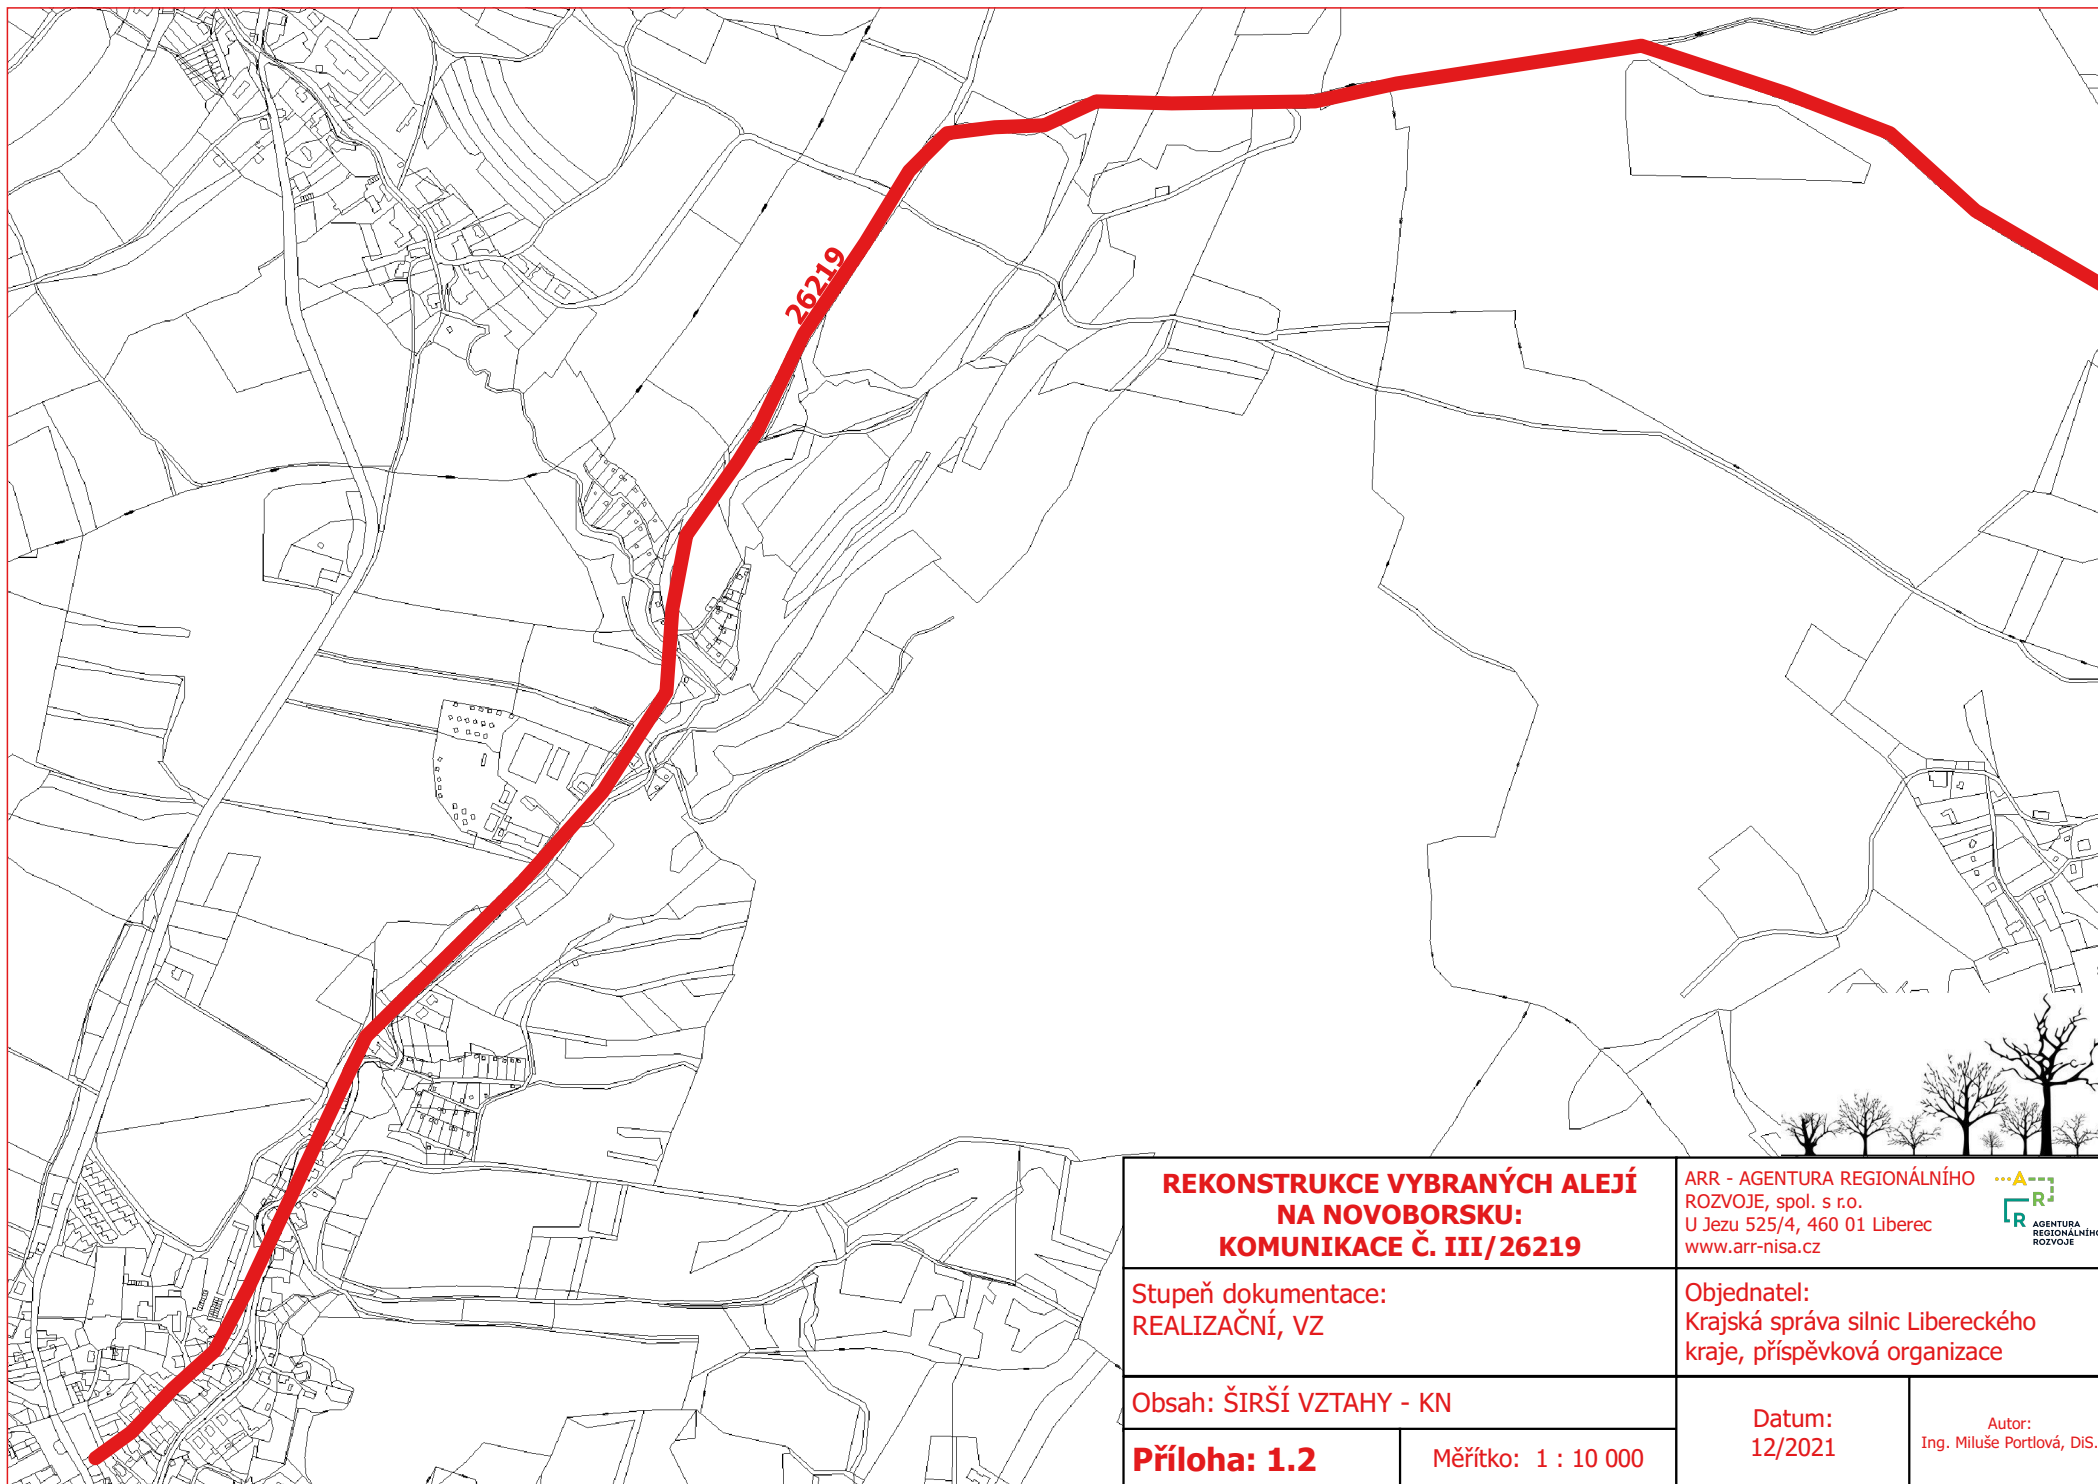 26219
REKONSTRUKCE VYBRANÝCH ALEJÍ
NA NOVOBORSKU:
KOMUNIKACE Č. III/26219
ARR - AGENTURA REGIONÁLNÍHO
ROZVOJE, spol. s r.o.
U Jezu 525/4, 460 01 Liberec
www.arr-nisa.cz
A
R
R
AGENTURA
REGIONÁLNÍHO
ROZVOJE
Stupeň dokumentace:
REALIZAČNÍ, VZ
Objednatel:
Krajská správa silnic Libereckého
kraje, příspěvková organizace
Obsah: ŠIRŠÍ VZTAHY - KN
Příloha: 1.2
Měřítko: 1 : 10 000
Datum:
12/2021
Autor:
Ing. Miluše Portlová, DiS.